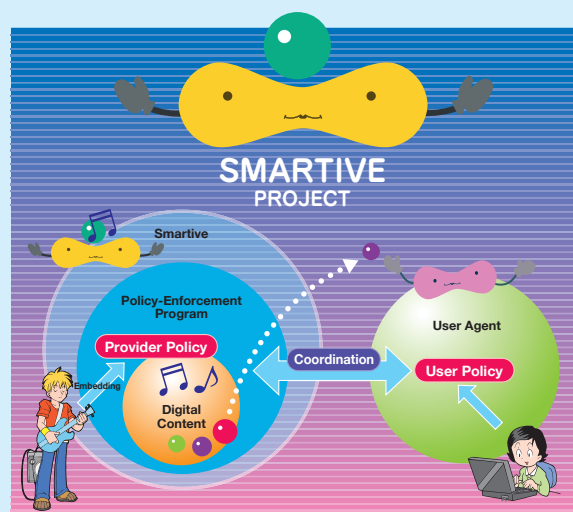 SMARTIVE
PROJECT
Smartive
Policy-Enforcement
Program
Provider Policy
Embedding
Digital
Content
Coordination
User Agent
User Policy